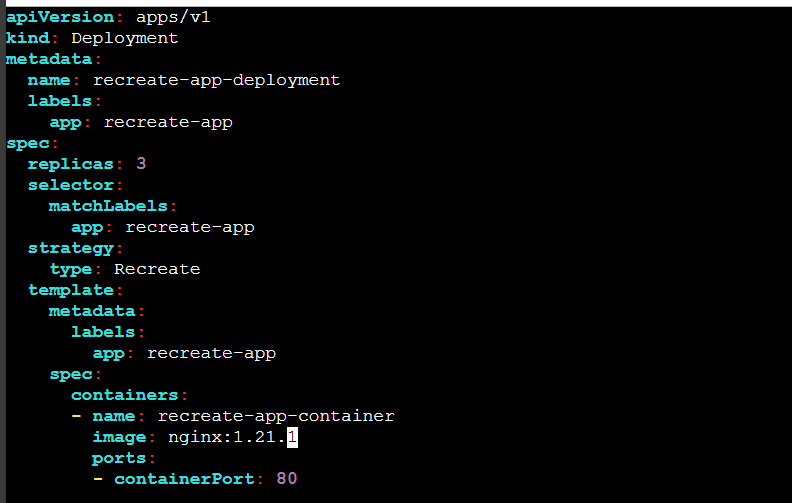 apiVersion: apps/v1
kind: Deployment
metadata:
  name: recreate-app-deployment
  labels:
    app: recreate-app
spec:
  replicas: 3
  selector:
    matchLabels:
      app: recreate-app
  strategy:
    type: Recreate
  template:
    metadata:
      labels:
        app: recreate-app
    spec:
      containers:
      - name: recreate-app-container
        image: nginx:1.21.1
        ports:
        - containerPort: 80